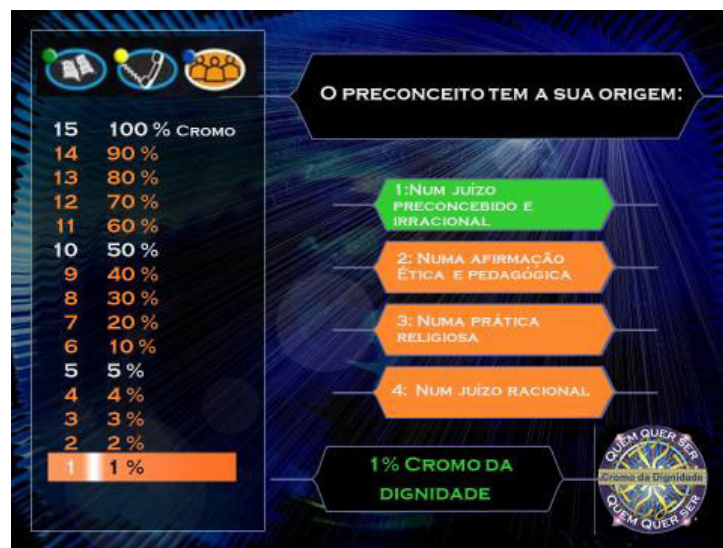 O PRECONCEITO TEM A SUA ORIGEM:
15 100 % CROMO
14 90 %
13 80 %
12 70 %
11 60 %
10 50 %
9 40 %
8 30 %
7 20 %
6 10 %
5 5 %
4 4 %
3 3 %
2 2 %
1 1 %
1:NUM JUÍZO
PRECONCEBIDO E
IRRACIONAL
2: NUMA AFIRMAÇÃO
ÉTICA E PEDAGÓGICA
3: NUMA PRÁTICA
RELIGIOSA
4: NUM JUÍZO RACIONAL
1% CROMO DA
DIGNIDADE
QUEM QUER SER
Cromo da Dignidade
QUEM QUER SER